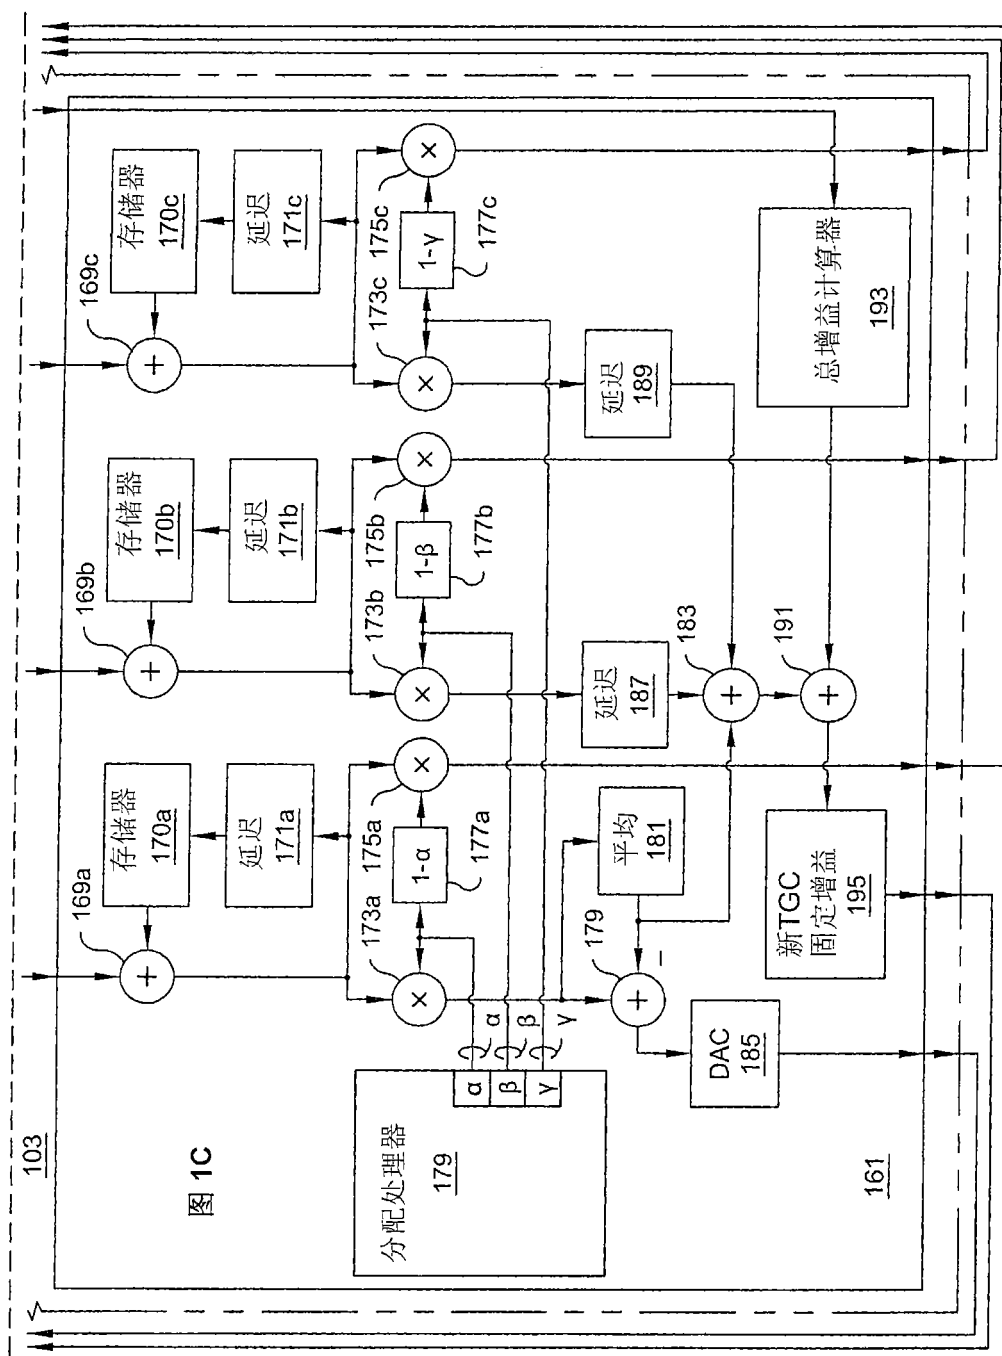 103
图 1C
分配处理器
179
α
β
γ
α
β
γ
169a
存储器
170a
延迟
171a
173a
175a
1-α
177a
169b
存储器
170b
延迟
171b
173b
175b
1-β
177b
169c
存储器
170c
延迟
171c
173c
175c
1-γ
177c
179
平均
181
延迟
187
延迟
189
183
191
总增益计算器
193
DAC
185
新TGC
固定增益
195
161